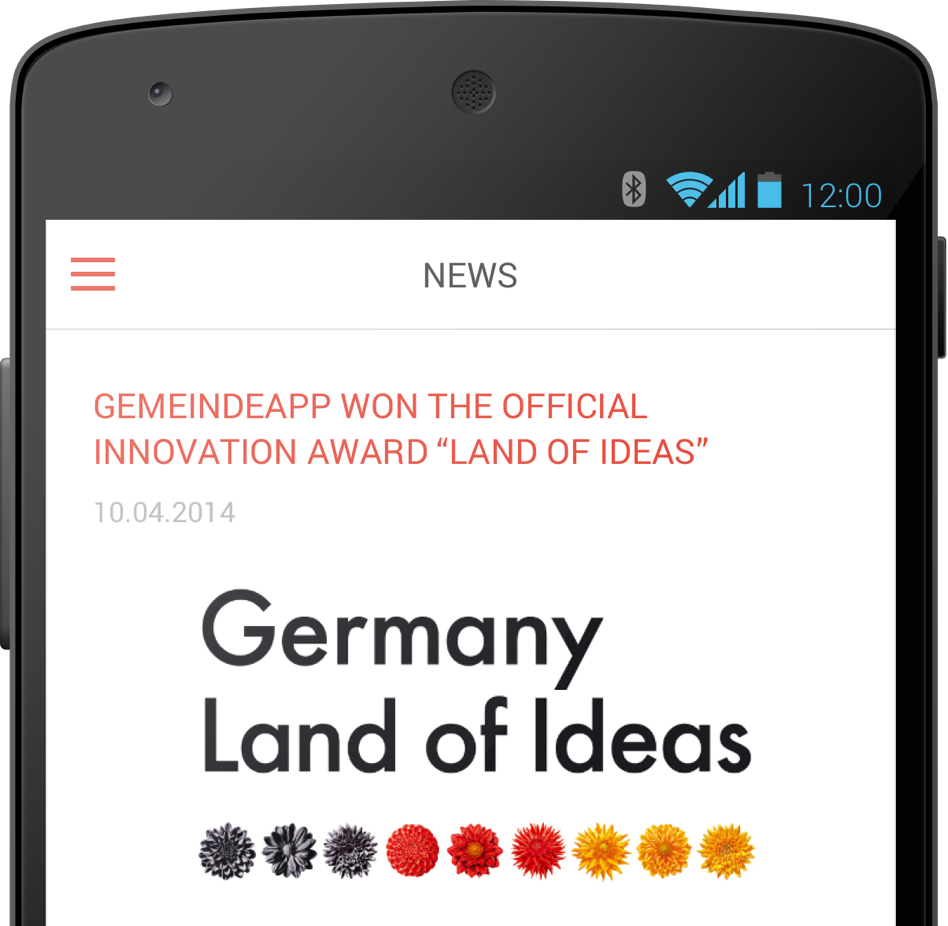 12:00
NEWS
GEMEINDEAPP WON THE OFFICIAL
INNOVATION AWARD “LAND OF IDEAS”
10.04.2014
Germany
Land of Ideas